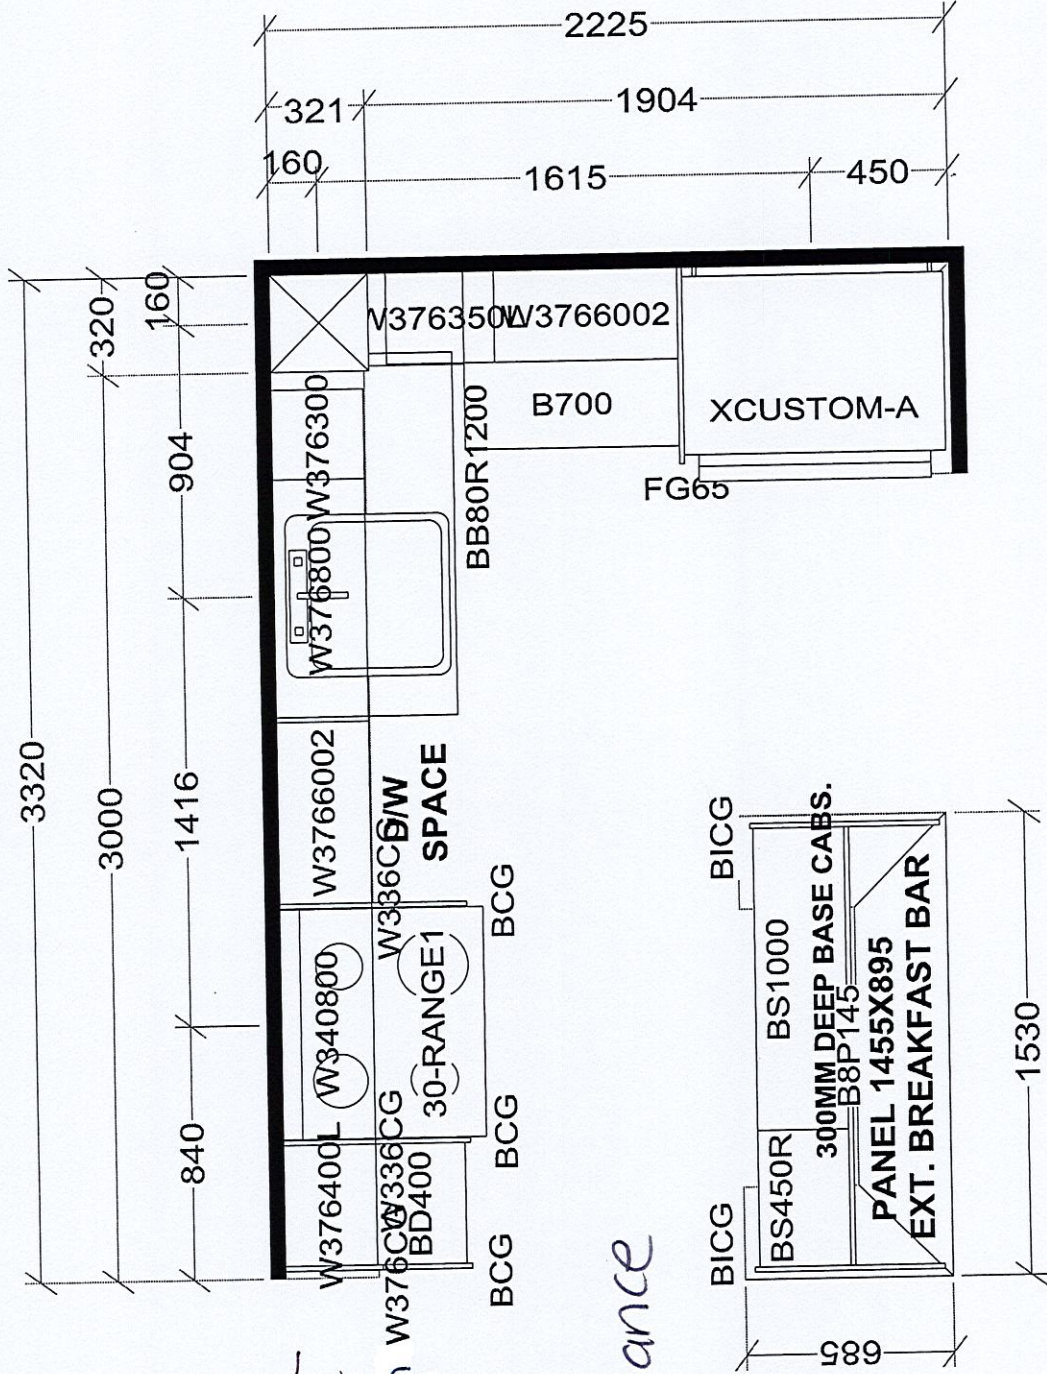 2225
321
1904
160
1615
450
3320
320
3000
160
904
1416
840
W376350L
W3766002
B700
XCUSTOM-A
FG65
W376300
BB80R1200
W376800
W3766002
D/W
SPACE
W336CG
BCG
W340800
30-RANGE1
BCG
W376400L
W336CG
BD400
W376CG
BCG
ance
BICG
BS1000
300MM DEEP BASE CABS.
B8P145
PANEL 1455X895
EXT. BREAKFAST BAR
BS450R
BICG
1530
685